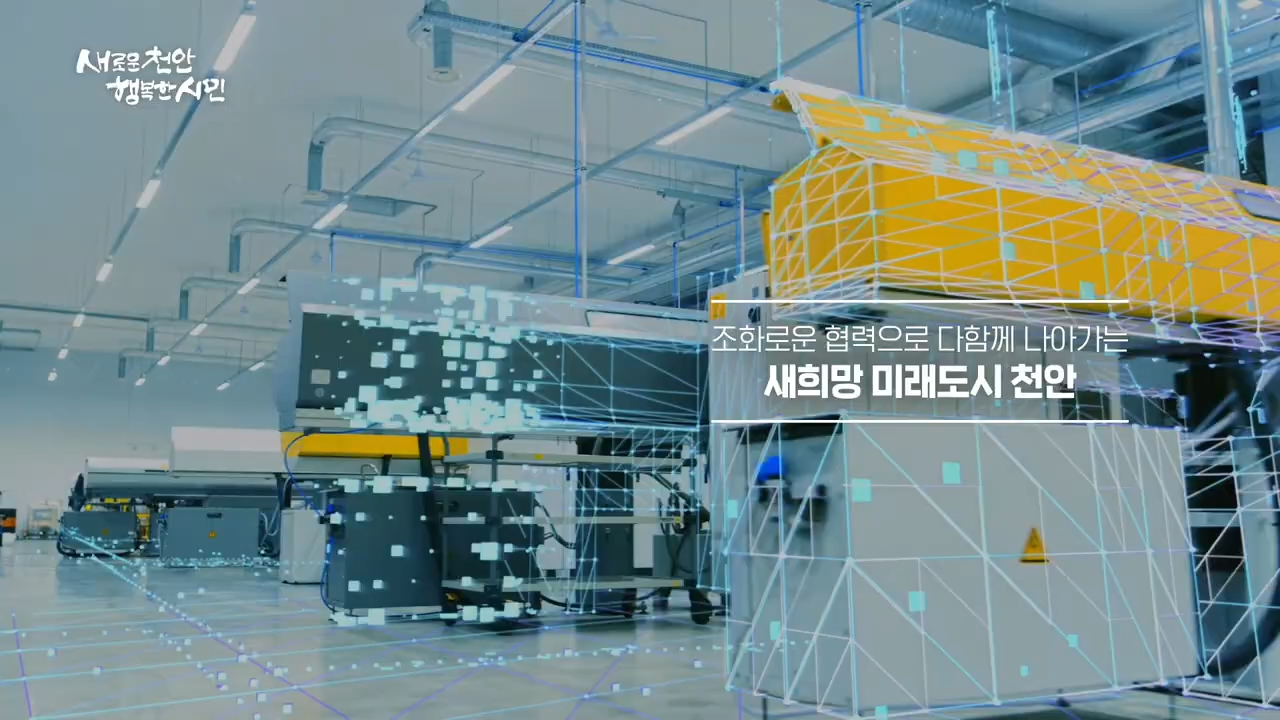 새로운 천안
행복한 시민
조화로운 협력으로 다함께 나아가는
새희망 미래도시 천안